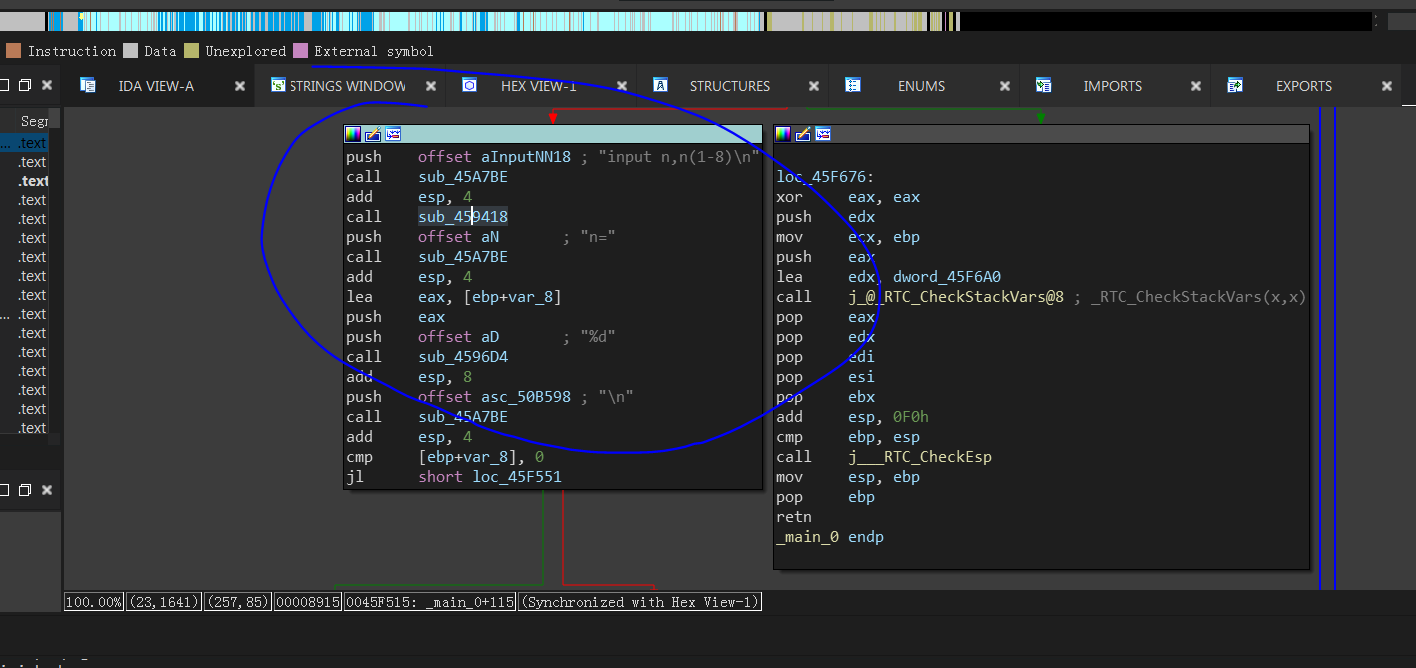 Instruction Data Unexplored External symbol
IDA VIEW-A STRINGS WINDOW HEX VIEW-1 STRUCTURES ENUMS IMPORTS EXPORTS
Segr
.text
.text
.text
.text
.text
.text
.text
.text
.text
... .text
.text
.text
.text
.text
.text
.text
push offset aInputNN18 ; "input n,n(1-8)\n"
call sub_45A7BE
add esp, 4
call sub_459418
push offset aN ; "n="
call sub_45A7BE
add esp, 4
lea eax, [ebp+var_8]
push eax
push offset aD ; "%d"
call sub_4596D4
add esp, 8
push offset asc_50B598 ; "\n"
call sub_45A7BE
add esp, 4
cmp [ebp+var_8], 0
jl short loc_45F551
loc_45F676:
xor eax, eax
push edx
mov ecx, ebp
push eax
lea edx, dword_45F6A0
call j_@_RTC_CheckStackVars@8 ; _RTC_CheckStackVars(x,x)
pop eax
pop edx
pop edi
pop esi
pop ebx
add esp, 0F0h
cmp ebp, esp
call j___RTC_CheckEsp
mov esp, ebp
pop ebp
retn
_main_0 endp
100.00% (23,1641) (257,85) 00008915 0045F515: _main_0+115 (Synchronized with Hex View-1)